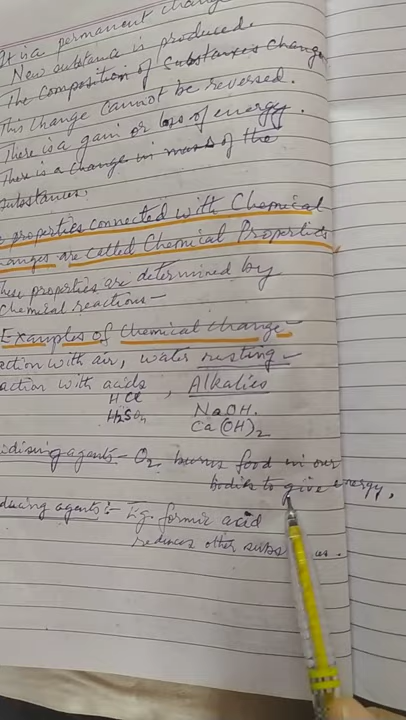 It is a permanent change
New substance is produced.
The composition of Substances change
This change cannot be reversed.
There is a gain or loss of energy.
There is a change in mass of the
substances.
properties connected with Chemical
are called Chemical Properties
These properties are determined by
chemical reactions –
Examples of Chemical change –
action with air, water rusting –
action with acids , Alkalies
HCl NaOH.
H2SO4 Ca(OH)2
idising agents – O2 burns food in our
bodies to give energy,
ducing agents :- Eg. formic acid
reduces other subs